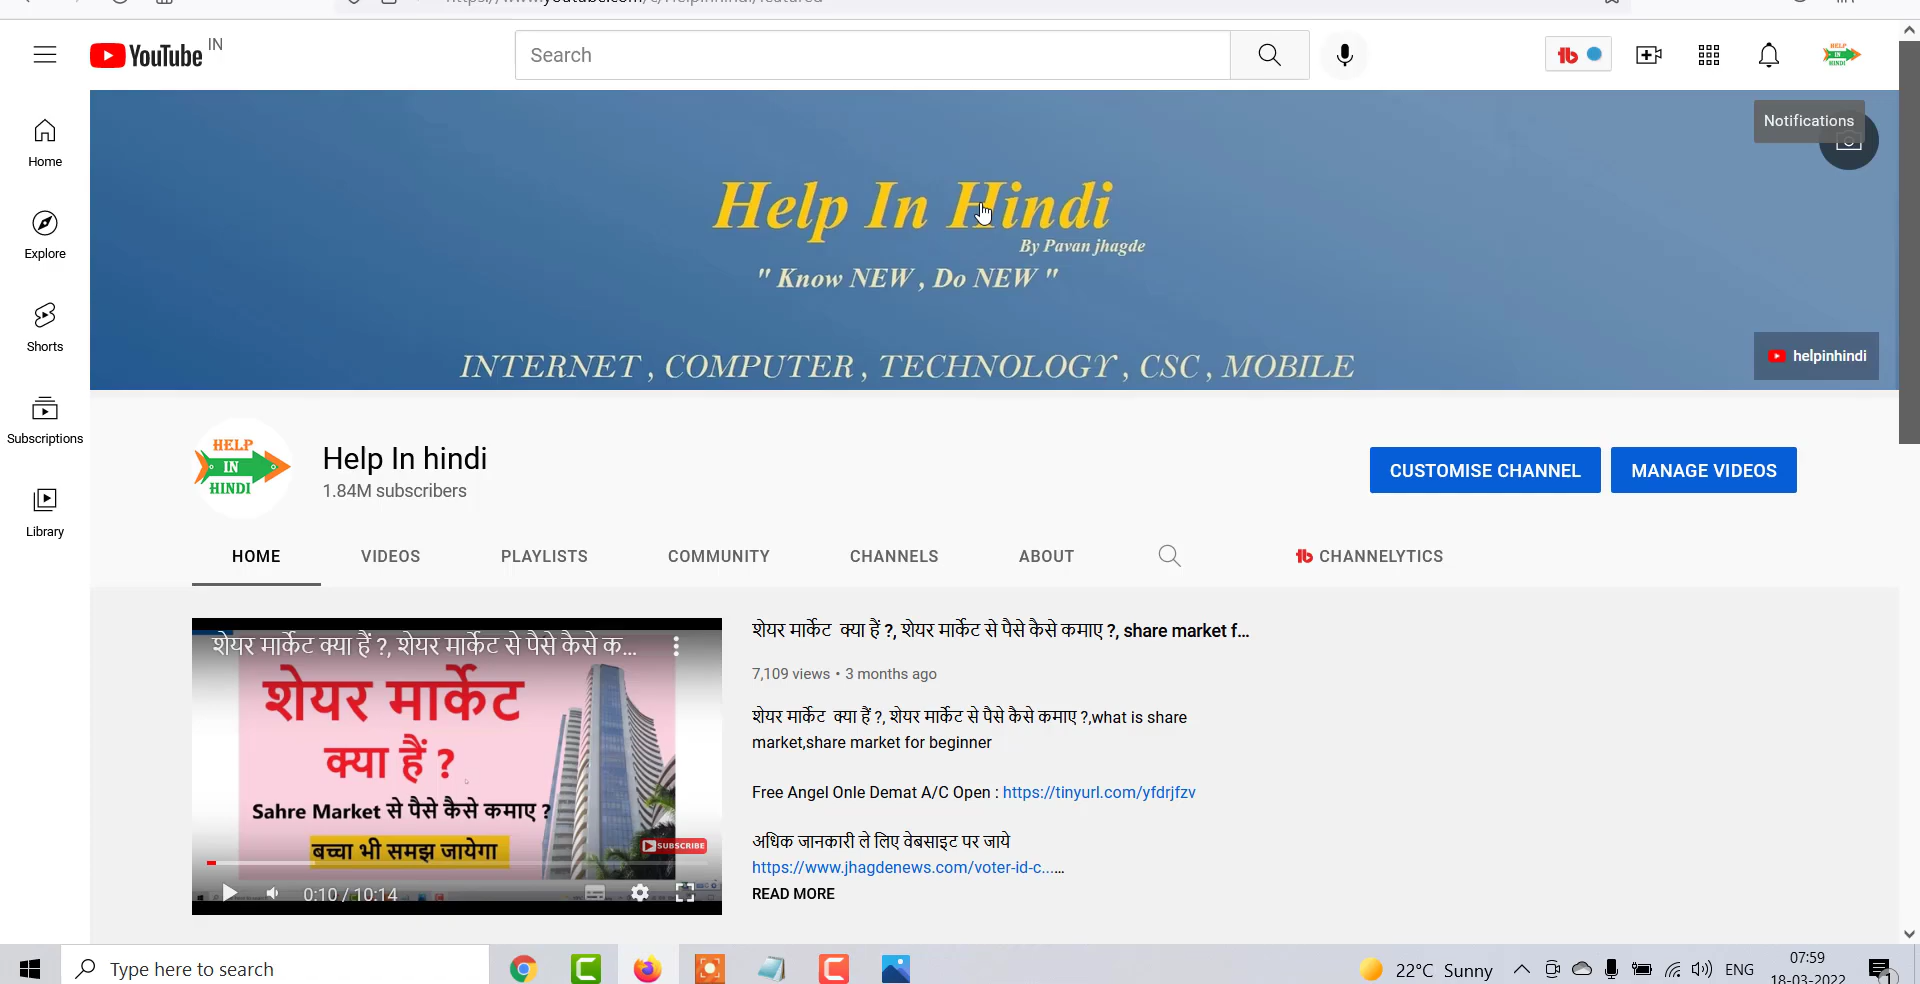 YouTube IN
Search
Notifications
Home
Explore
Shorts
Subscriptions
Library
Help In Hindi
By Pavan jhagde
" Know NEW , Do NEW "
INTERNET , COMPUTER , TECHNOLOGY , CSC , MOBILE
helpinhindi
HELP
IN
HINDI
Help In hindi
1.84M subscribers
CUSTOMISE CHANNEL
MANAGE VIDEOS
HOME VIDEOS PLAYLISTS COMMUNITY CHANNELS ABOUT CHANNELYTICS
शेयर मार्केट क्या हैं ?, शेयर मार्केट से पैसे कैसे क...
शेयर मार्केट
क्या हैं ?
Sahre Market से पैसे कैसे कमाए ?
बच्चा भी समझ जायेगा
SUBSCRIBE
0:10 / 10:14
शेयर मार्केट क्या हैं ?, शेयर मार्केट से पैसे कैसे कमाए ?, share market f...
7,109 views • 3 months ago
शेयर मार्केट क्या हैं ?, शेयर मार्केट से पैसे कैसे कमाए ?,what is share
market,share market for beginner
Free Angel Onle Demat A/C Open : https://tinyurl.com/yfdrjfzv
अधिक जानकारी ले लिए वेबसाइट पर जाये
https://www.jhagdenews.com/voter-id-c......
READ MORE
Type here to search
22°C Sunny
ENG
07:59
18-03-2022
1